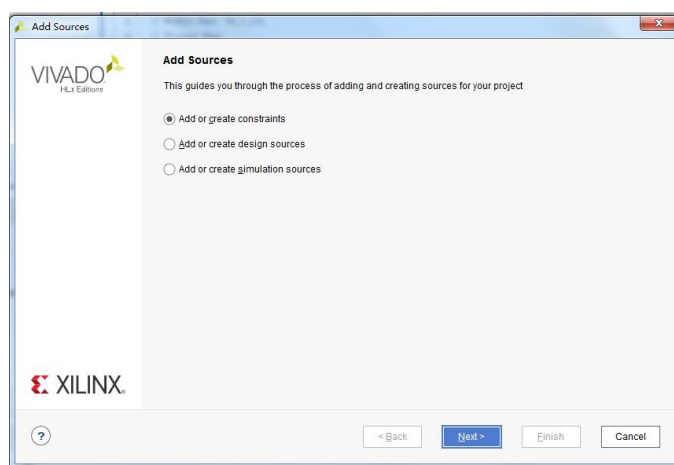 Add Sources
VIVADO
HLx Editions
Add Sources
This guides you through the process of adding and creating sources for your project
Add or create constraints
Add or create design sources
Add or create simulation sources
XILINX
?
< Back
Next >
Finish
Cancel